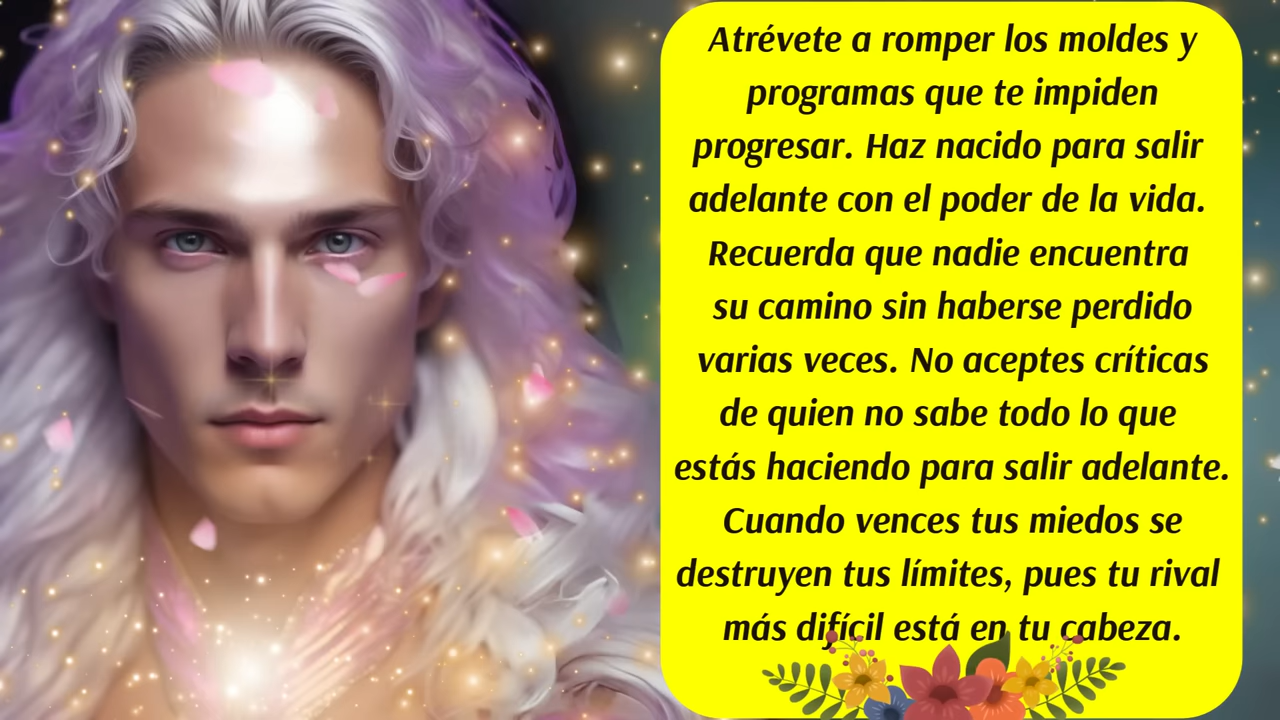 Atrévete a romper los moldes y
programas que te impiden
progresar. Haz nacido para salir
adelante con el poder de la vida.
Recuerda que nadie encuentra
su camino sin haberse perdido
varias veces. No aceptes críticas
de quien no sabe todo lo que
estás haciendo para salir adelante.
Cuando vences tus miedos se
destruyen tus límites, pues tu rival
más difícil está en tu cabeza.